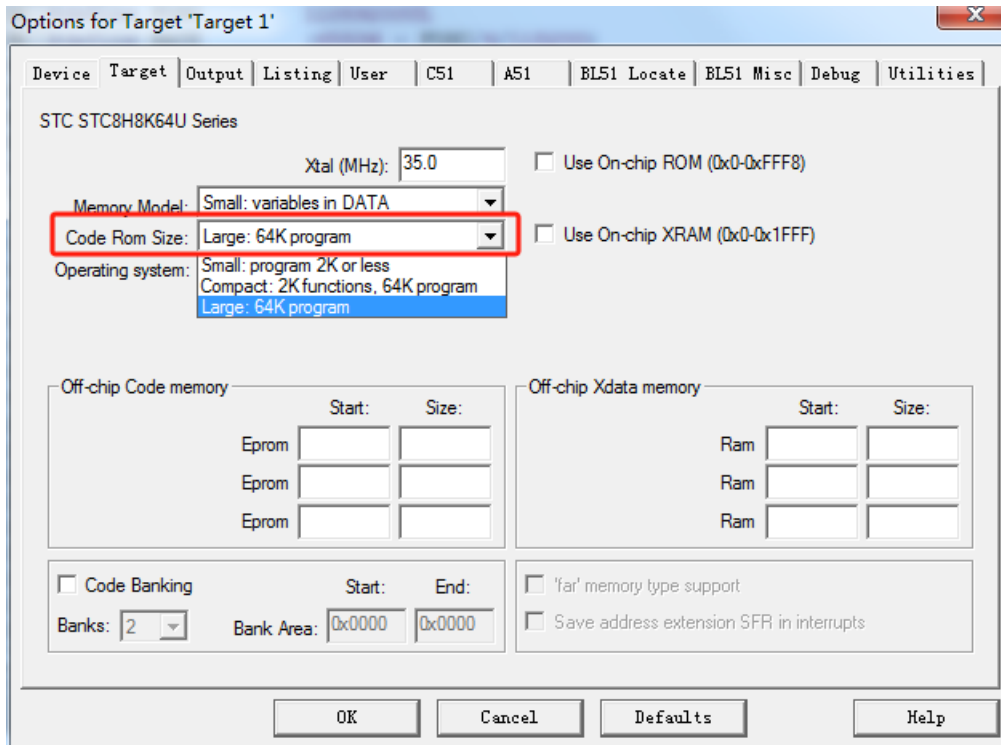 Options for Target 'Target 1'
Device Target Output Listing User C51 A51 BL51 Locate BL51 Misc Debug Utilities
STC STC8H8K64U Series
Xtal (MHz): 35.0 Use On-chip ROM (0x0-0xFFF8)
Memory Model: Small: variables in DATA
Code Rom Size: Large: 64K program Use On-chip XRAM (0x0-0x1FFF)
Operating system: Small: program 2K or less
Compact: 2K functions, 64K program
Large: 64K program
Off-chip Code memory
Start: Size:
Eprom
Eprom
Eprom
Off-chip Xdata memory
Start: Size:
Ram
Ram
Ram
Code Banking Start: End:
Banks: 2 Bank Area: 0x0000 0x0000
'far' memory type support
Save address extension SFR in interrupts
OK Cancel Defaults Help